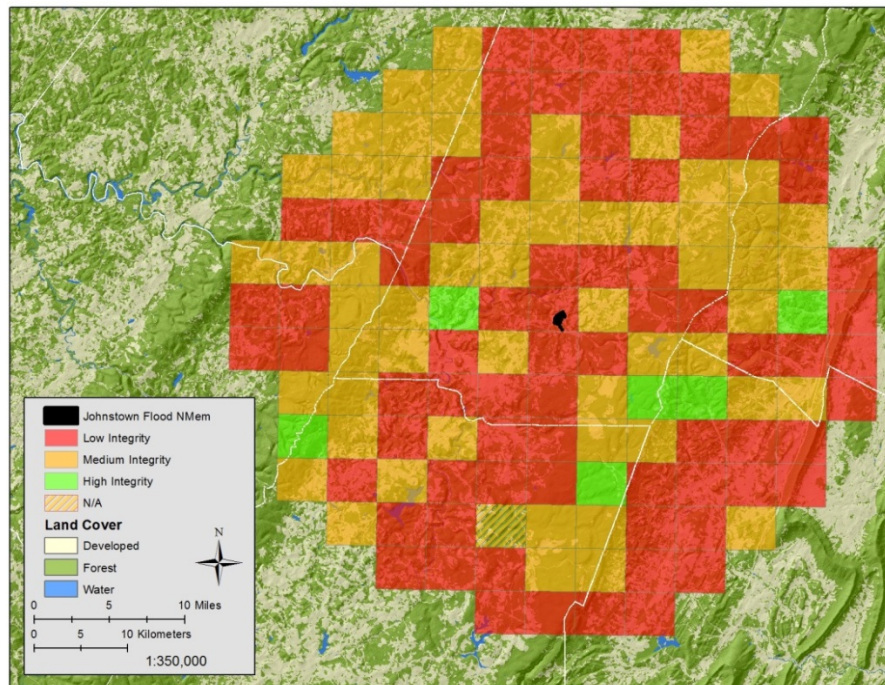 Johnstown Flood NMem
Low Integrity
Medium Integrity
High Integrity
N/A
Land Cover
Developed
Forest
Water
N
0 5 10 Miles
0 5 10 Kilometers
1:350,000